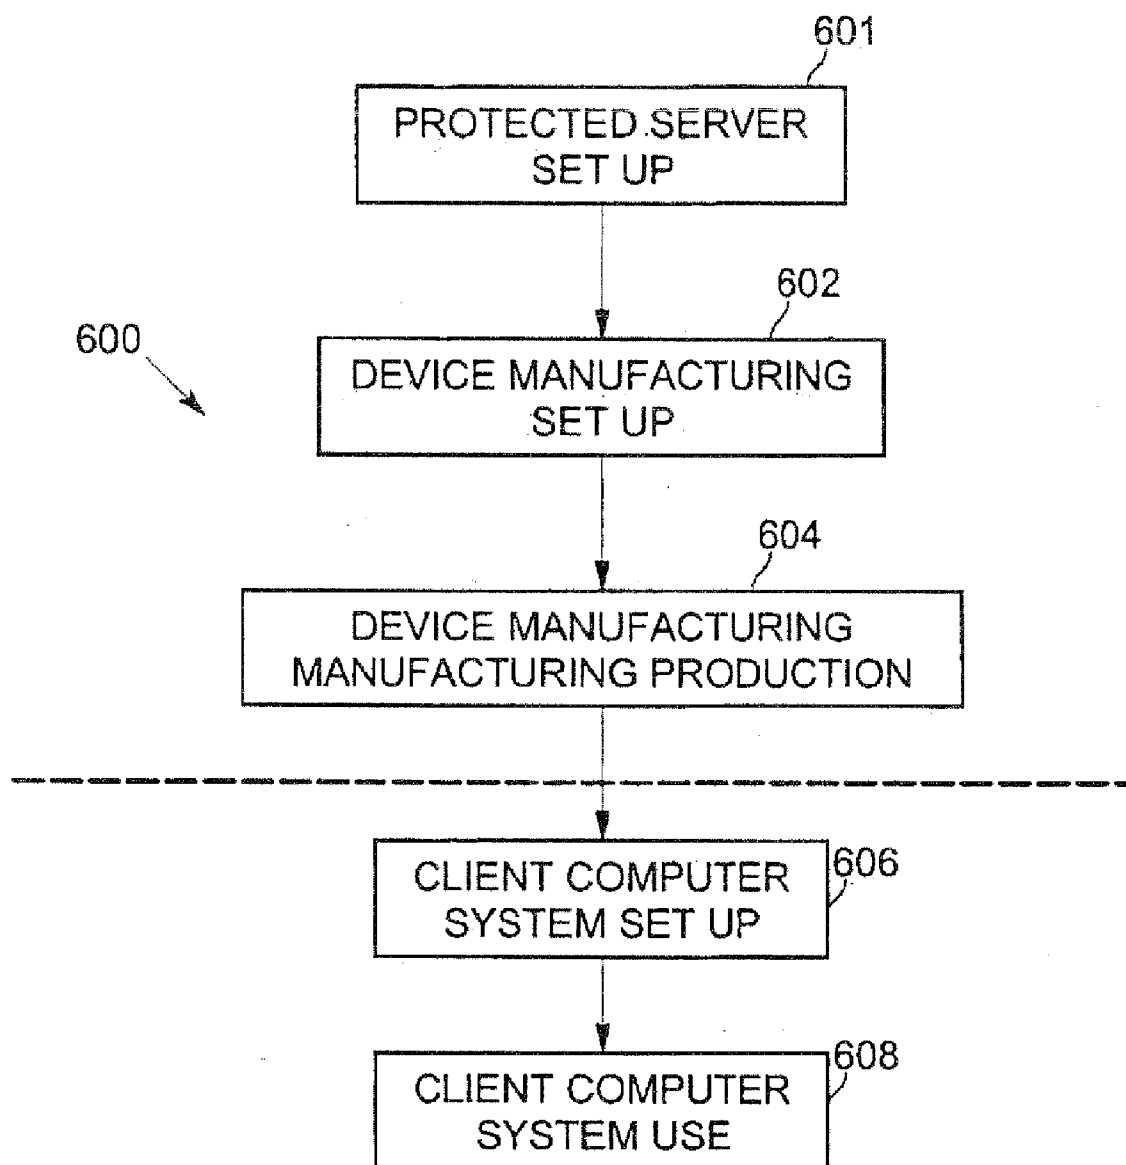 601
PROTECTED SERVER
SET UP
602
600
DEVICE MANUFACTURING
SET UP
604
DEVICE MANUFACTURING
MANUFACTURING PRODUCTION
606
CLIENT COMPUTER
SYSTEM SET UP
608
CLIENT COMPUTER
SYSTEM USE